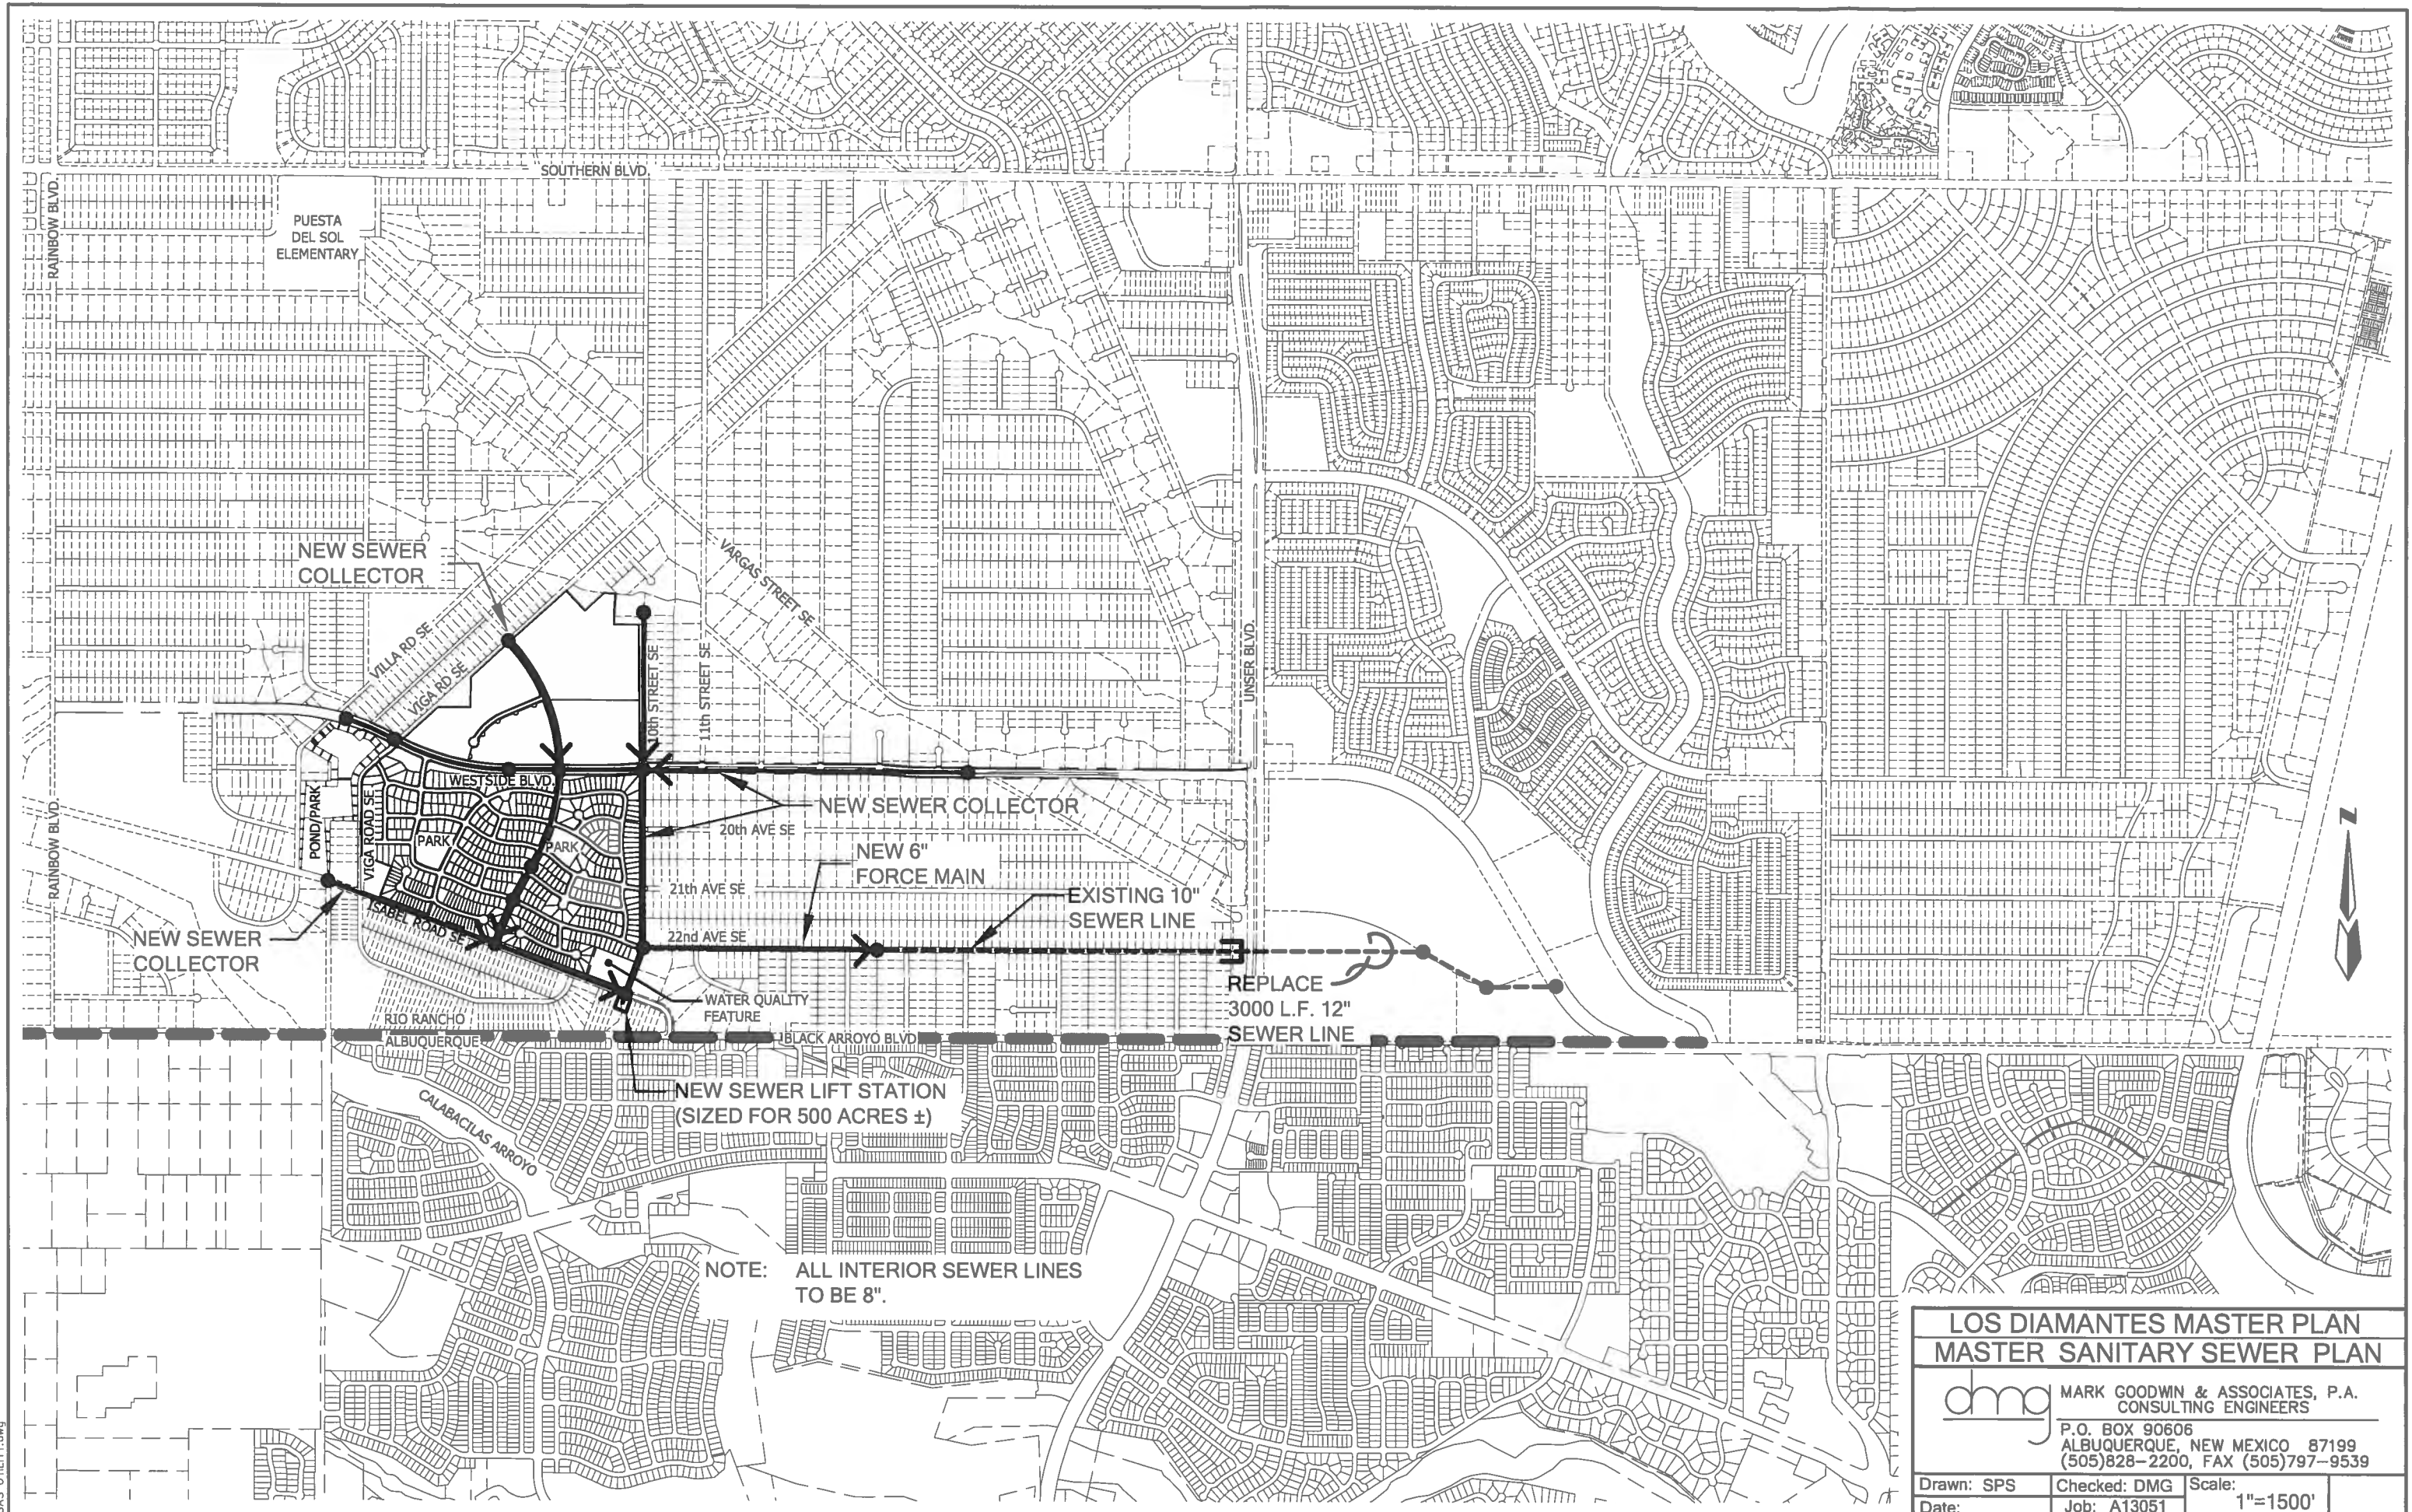 SOUTHERN BLVD.
RAINBOW BLVD.
PUESTA
DEL SOL
ELEMENTARY
NEW SEWER
COLLECTOR
VARGAS STREET SE
VILLA RD SE
VIGA RD SE
10th STREET SE
11th STREET SE
UNSER BLVD.
WESTSIDE BLVD.
NEW SEWER COLLECTOR
20th AVE SE
RAINBOW BLVD.
POND/PARK
VIGA ROAD SE
PARK
PARK
NEW 6"
FORCE MAIN
21th AVE SE
EXISTING 10"
SEWER LINE
ISABEL ROAD SE
22nd AVE SE
NEW SEWER
COLLECTOR
WATER QUALITY
FEATURE
REPLACE
3000 L.F. 12"
SEWER LINE
RIO RANCHO
ALBUQUERQUE
BLACK ARROYO BLVD
NEW SEWER LIFT STATION
(SIZED FOR 500 ACRES ±)
CALABACILAS ARROYO
N
NOTE: ALL INTERIOR SEWER LINES
TO BE 8".
LOS DIAMANTES MASTER PLAN
MASTER SANITARY SEWER PLAN
dmg
MARK GOODWIN & ASSOCIATES, P.A.
CONSULTING ENGINEERS
P.O. BOX 90606
ALBUQUERQUE, NEW MEXICO 87199
(505)828-2200, FAX (505)797-9539
Drawn: SPS
Checked: DMG
Scale:
1"=1500'
Date:
Job: A13051